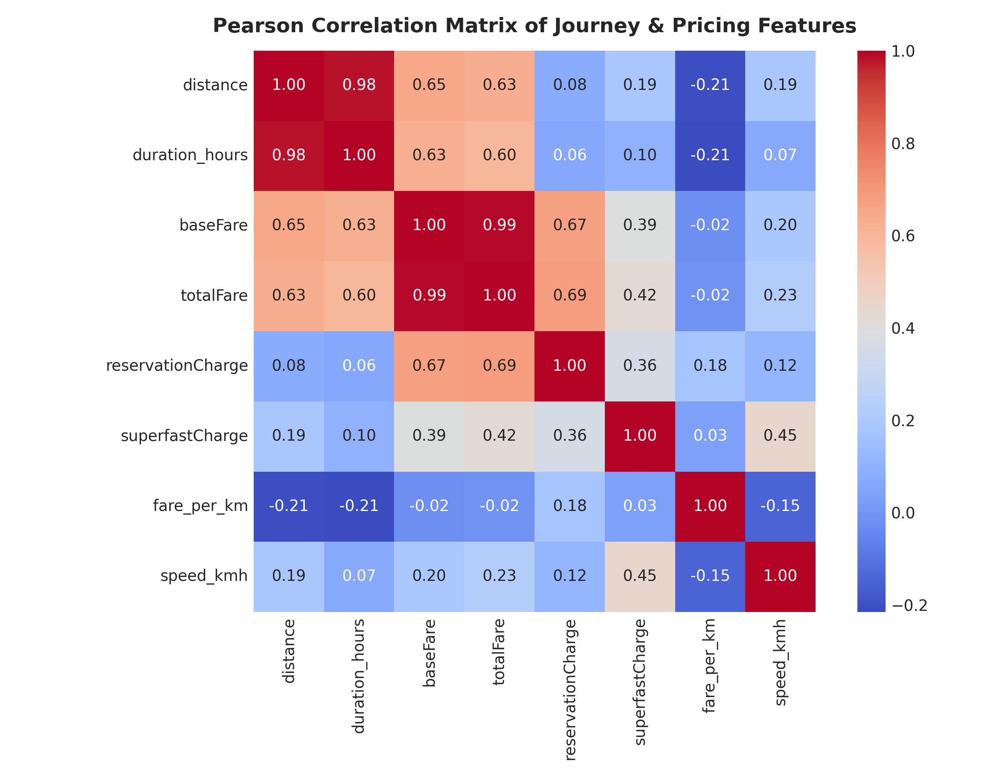 Pearson Correlation Matrix of Journey & Pricing Features
distance 1.00 0.98 0.65 0.63 0.08 0.19 -0.21 0.19
duration_hours 0.98 1.00 0.63 0.60 0.06 0.10 -0.21 0.07
baseFare 0.65 0.63 1.00 0.99 0.67 0.39 -0.02 0.20
totalFare 0.63 0.60 0.99 1.00 0.69 0.42 -0.02 0.23
reservationCharge 0.08 0.06 0.67 0.69 1.00 0.36 0.18 0.12
superfastCharge 0.19 0.10 0.39 0.42 0.36 1.00 0.03 0.45
fare_per_km -0.21 -0.21 -0.02 -0.02 0.18 0.03 1.00 -0.15
speed_kmh 0.19 0.07 0.20 0.23 0.12 0.45 -0.15 1.00
distance
duration_hours
baseFare
totalFare
reservationCharge
superfastCharge
fare_per_km
speed_kmh
1.0
0.8
0.6
0.4
0.2
0.0
−0.2